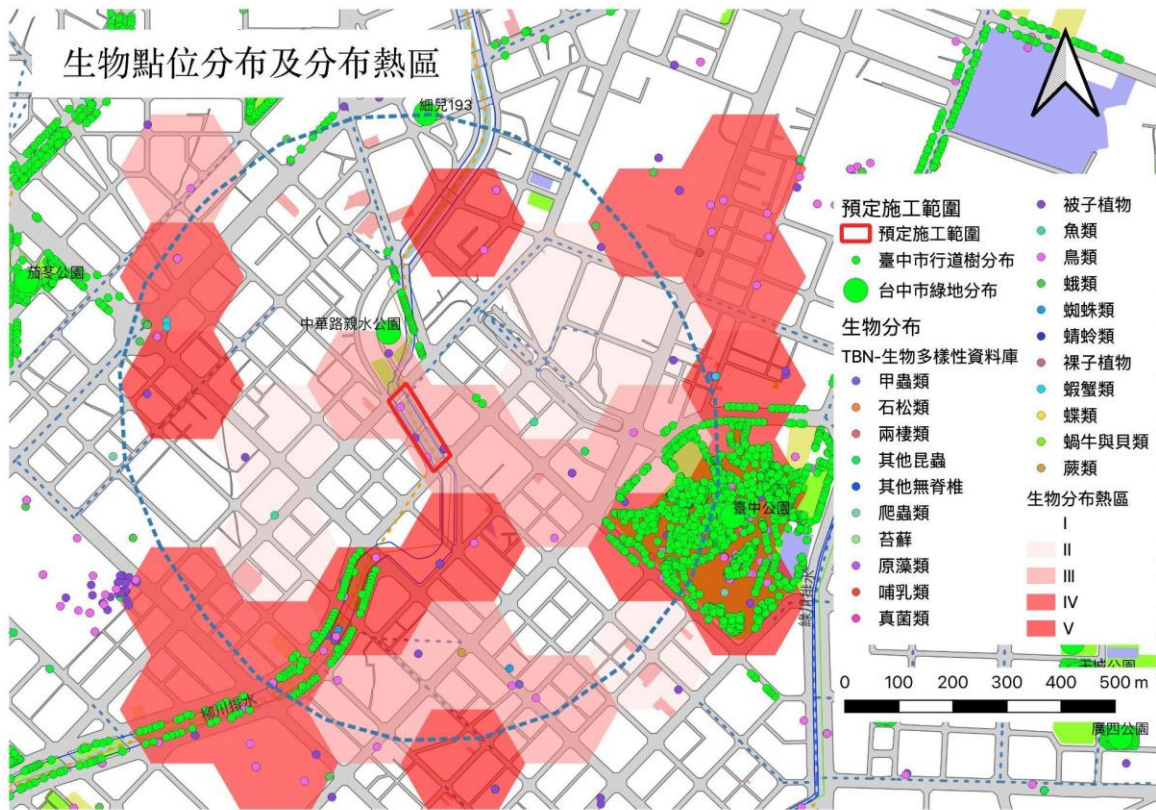 生物點位分布及分布熱區
細兒193
茄苳公園
中華路親水公園
臺中公園
綠川排水
柳川排水
預定施工範圍
預定施工範圍
臺中市行道樹分布
台中市綠地分布
生物分布
TBN-生物多樣性資料庫
甲蟲類
石松類
兩棲類
其他昆蟲
其他無脊椎
爬蟲類
苔蘚
原藻類
哺乳類
真菌類
被子植物
魚類
鳥類
蛾類
蜘蛛類
蜻蛉類
裸子植物
蝦蟹類
蝶類
蝸牛與貝類
蕨類
生物分布熱區
I
II
III
IV
V
0 100 200 300 400 500 m
廣四公園